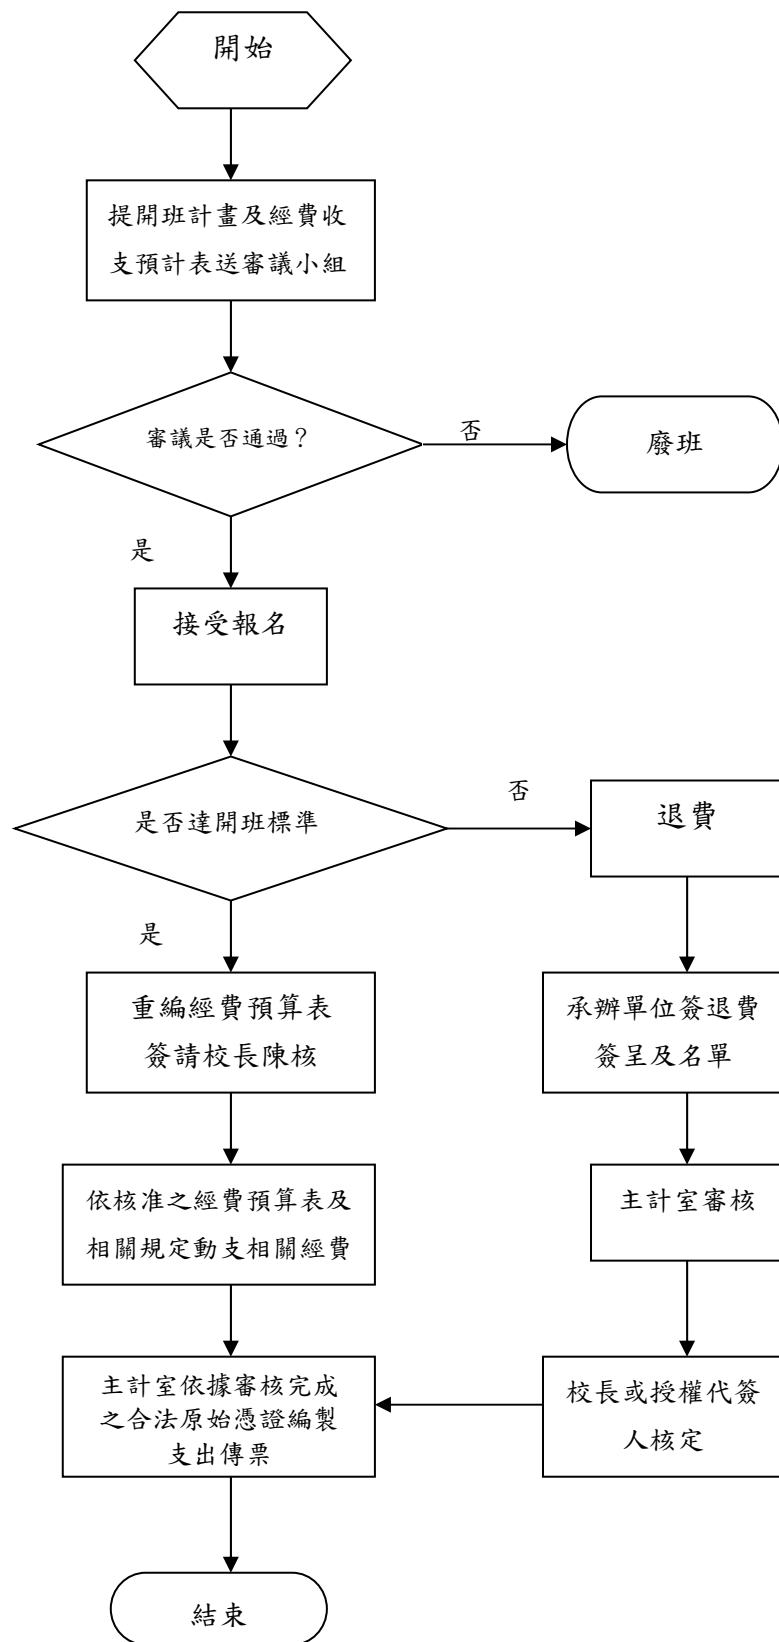 開始
提開班計畫及經費收
支預計表送審議小組
審議是否通過？
否
廢班
是
接受報名
是否達開班標準
否
退費
是
重編經費預算表
簽請校長陳核
承辦單位簽退費
簽呈及名單
依核准之經費預算表及
相關規定動支相關經費
主計室審核
主計室依據審核完成
之合法原始憑證編製
支出傳票
校長或授權代簽
人核定
結束